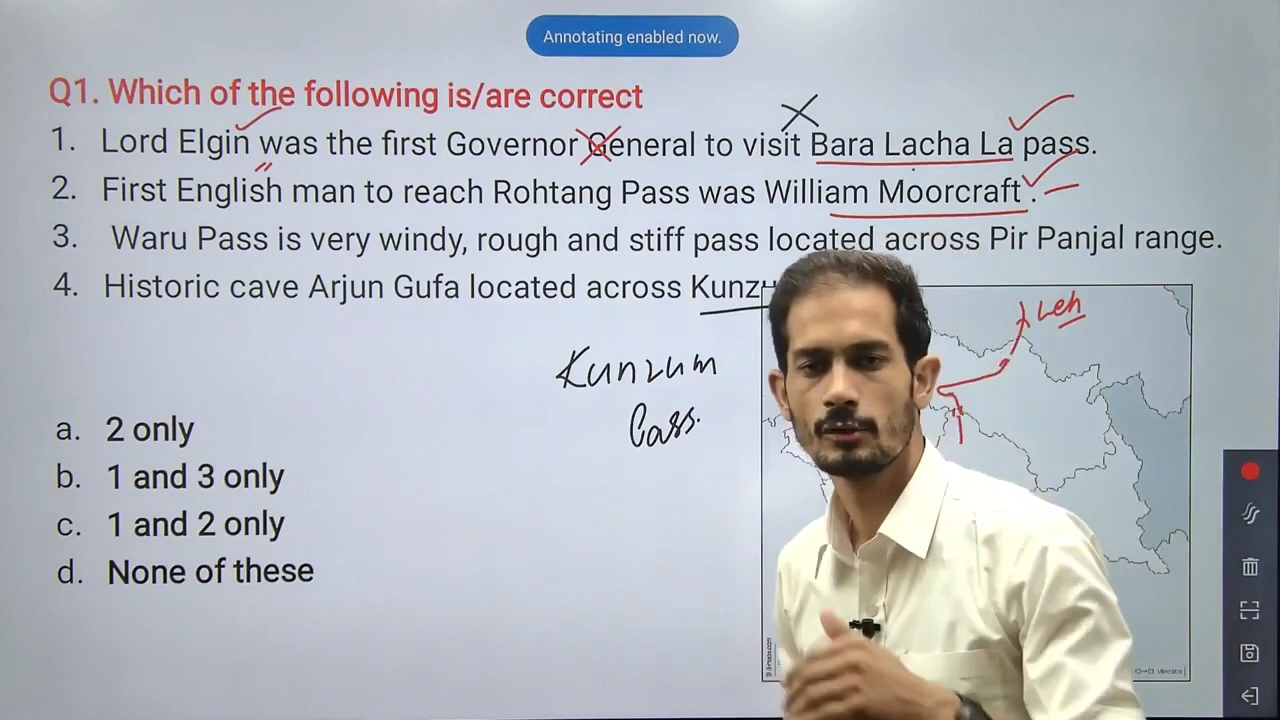 Annotating enabled now.
Q1. Which of the following is/are correct
1. Lord Elgin was the first Governor General to visit Bara Lacha La pass.
2. First English man to reach Rohtang Pass was William Moorcraft.
3. Waru Pass is very windy, rough and stiff pass located across Pir Panjal range.
4. Historic cave Arjun Gufa located across
Leh
Kunzum
Pass.
a. 2 only
b. 1 and 3 only
c. 1 and 2 only
d. None of these